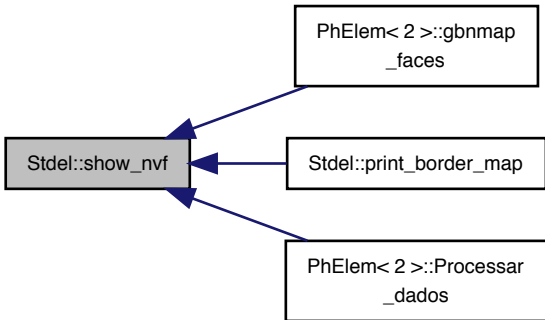 PhElem< 2 >::gbnmap
_faces
Stdel::show_nvf
Stdel::print_border_map
PhElem< 2 >::Processar
_dados